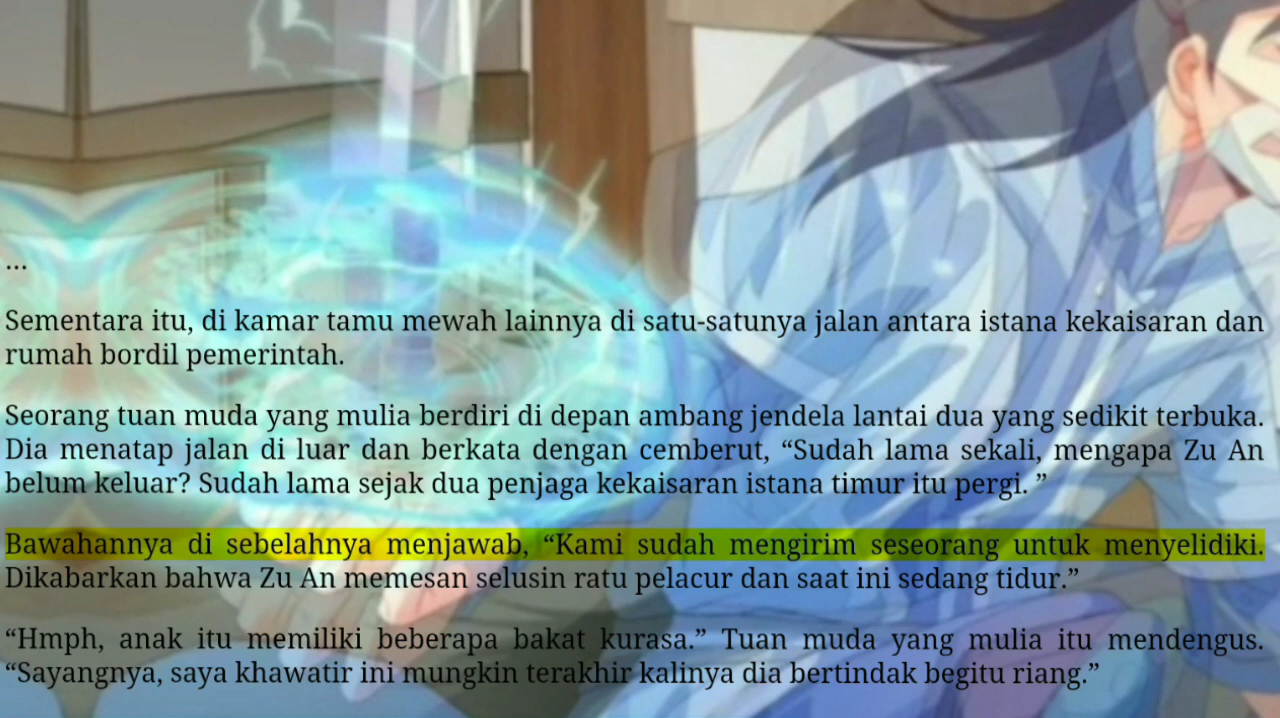 ...
Sementara itu, di kamar tamu mewah lainnya di satu-satunya jalan antara istana kekaisaran dan
rumah bordil pemerintah.
Seorang tuan muda yang mulia berdiri di depan ambang jendela lantai dua yang sedikit terbuka.
Dia menatap jalan di luar dan berkata dengan cemberut, “Sudah lama sekali, mengapa Zu An
belum keluar? Sudah lama sejak dua penjaga kekaisaran istana timur itu pergi. ”
Bawahannya di sebelahnya menjawab, “Kami sudah mengirim seseorang untuk menyelidiki.
Dikabarkan bahwa Zu An memesan selusin ratu pelacur dan saat ini sedang tidur.”
“Hmph, anak itu memiliki beberapa bakat kurasa.” Tuan muda yang mulia itu mendengus.
“Sayangnya, saya khawatir ini mungkin terakhir kalinya dia bertindak begitu riang.”